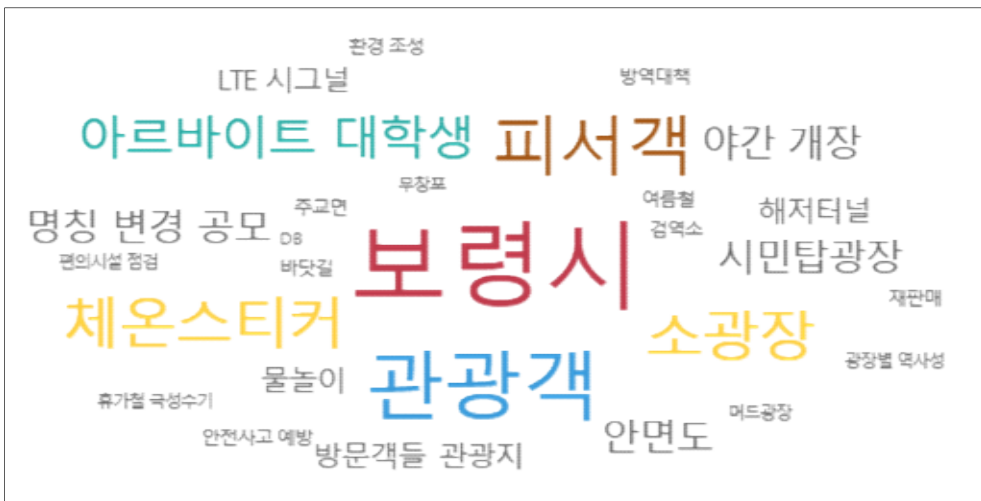 환경 조성
LTE 시그널
방역대책
아르바이트 대학생
피서객
야간 개장
무창포
여름철
주교면
해저터널
명칭 변경 공모
DB
검역소
보령시
시민탑광장
편의시설 점검
바닷길
재판매
체온스티커
소광장
광장별 역사성
물놀이
관광객
휴가철 극성수기
머드광장
안전사고 예방
안면도
방문객들 관광지